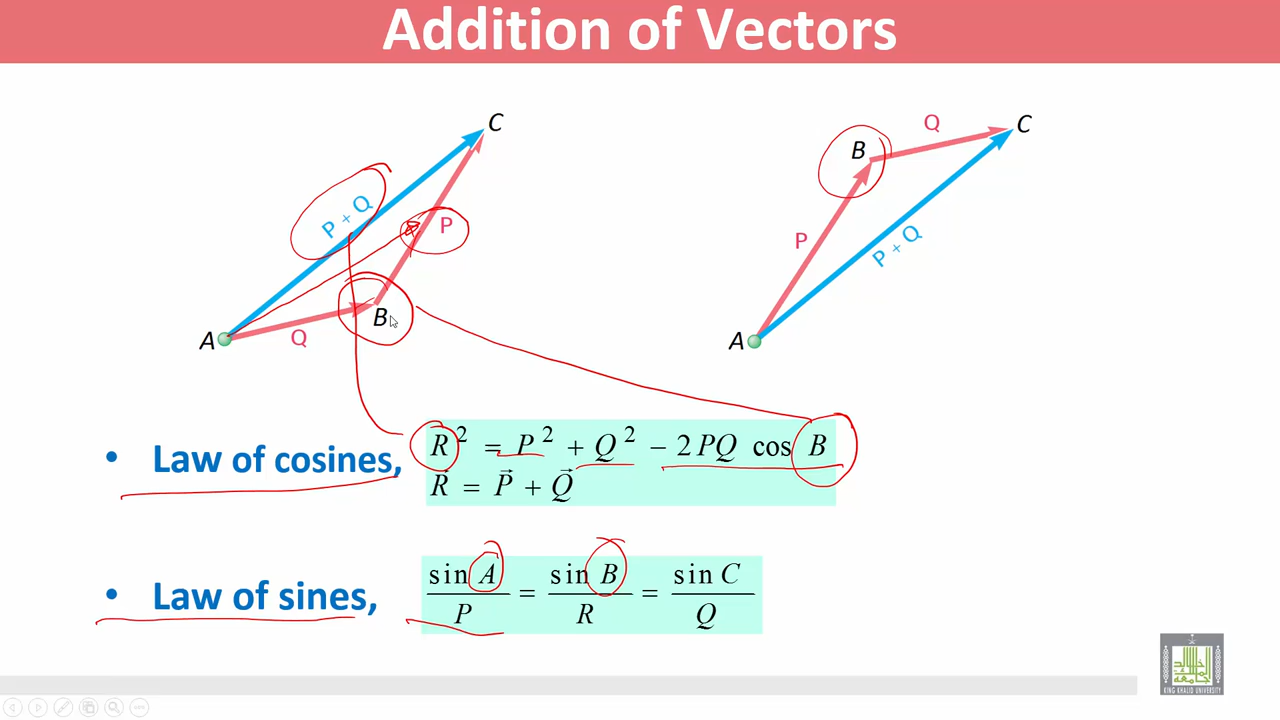 Addition of Vectors
C
P + Q
P
B
A
Q
Q
C
B
P
P + Q
A
• Law of cosines,
R² = P² + Q² − 2PQ cos B
R⃗ = P⃗ + Q⃗
• Law of sines,
sin A / P = sin B / R = sin C / Q
KING KHALID UNIVERSITY